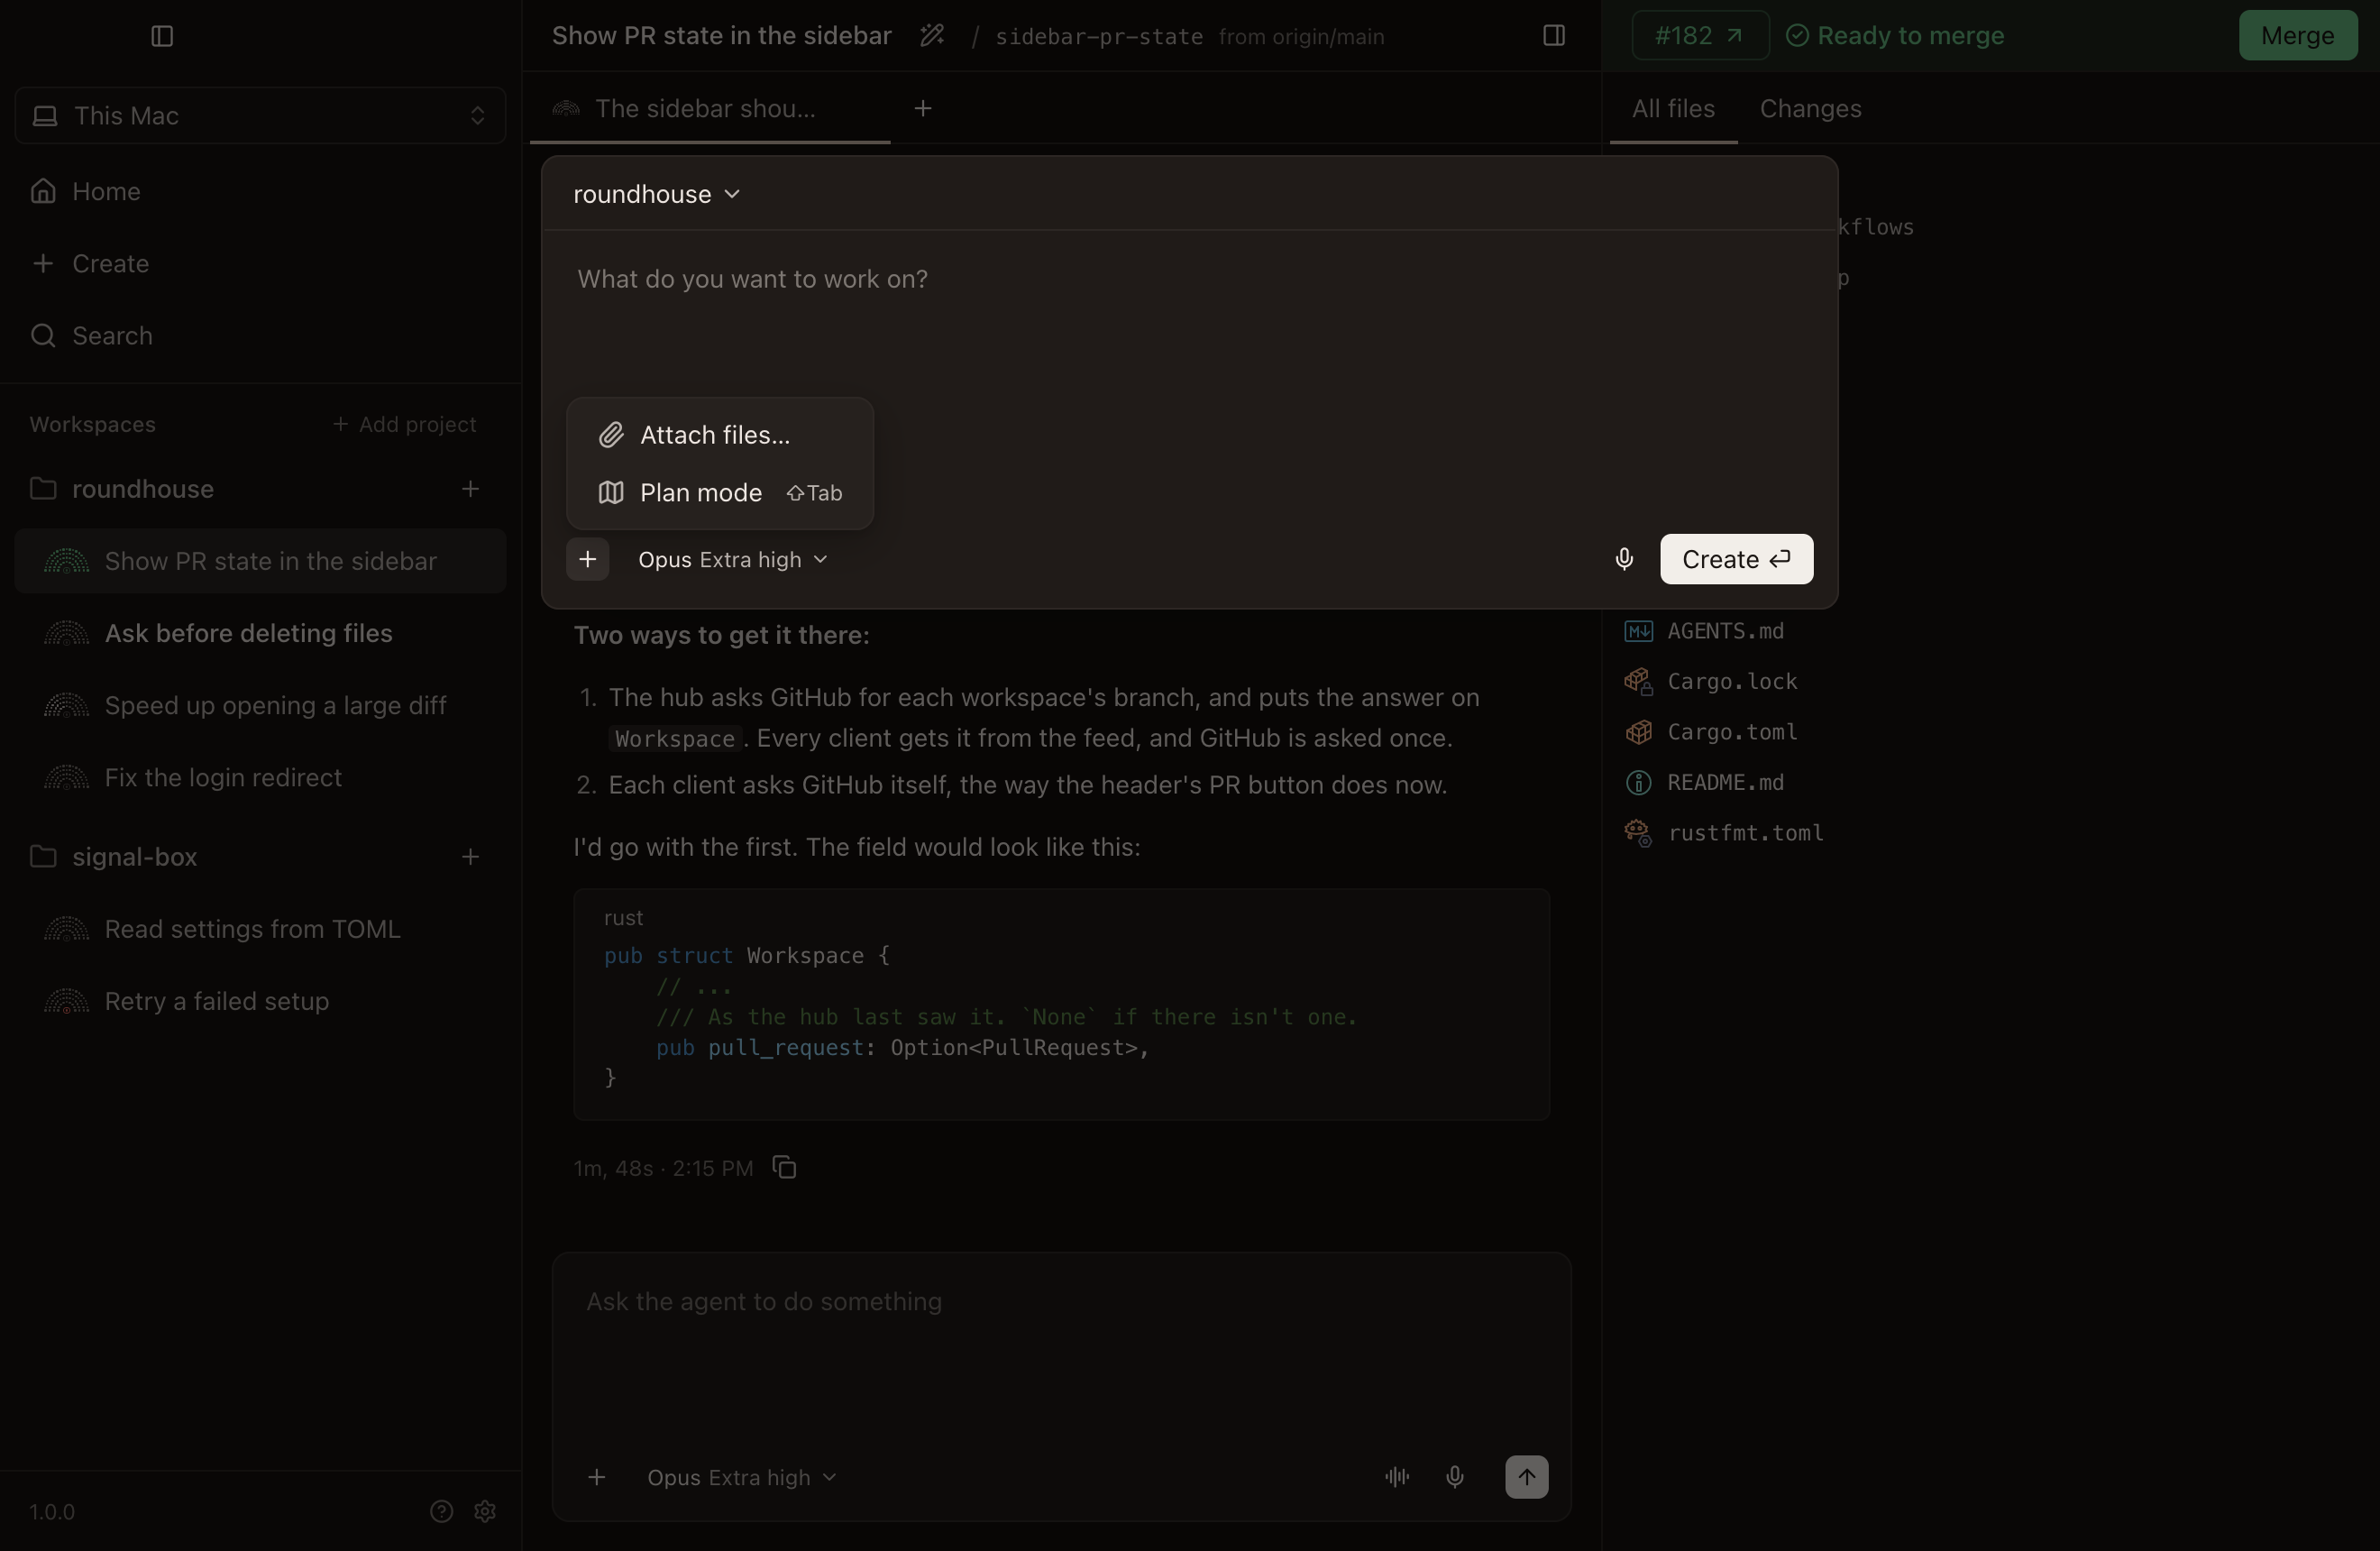 Show PR state in the sidebar / sidebar-pr-state from origin/main
#182 Ready to merge Merge
This Mac
The sidebar shou...
All files Changes
Home
Create
Search
roundhouse
What do you want to work on?
Attach files...
Plan mode ⇧Tab
Opus Extra high
Create
kflows
p
Workspaces + Add project
roundhouse
Show PR state in the sidebar
Ask before deleting files
Speed up opening a large diff
Fix the login redirect
signal-box
Read settings from TOML
Retry a failed setup
Two ways to get it there:
1. The hub asks GitHub for each workspace's branch, and puts the answer on
Workspace. Every client gets it from the feed, and GitHub is asked once.
2. Each client asks GitHub itself, the way the header's PR button does now.
I'd go with the first. The field would look like this:
rust
pub struct Workspace {
// ...
/// As the hub last saw it. `None` if there isn't one.
pub pull_request: Option<PullRequest>,
}
1m, 48s · 2:15 PM
AGENTS.md
Cargo.lock
Cargo.toml
README.md
rustfmt.toml
Ask the agent to do something
Opus Extra high
1.0.0